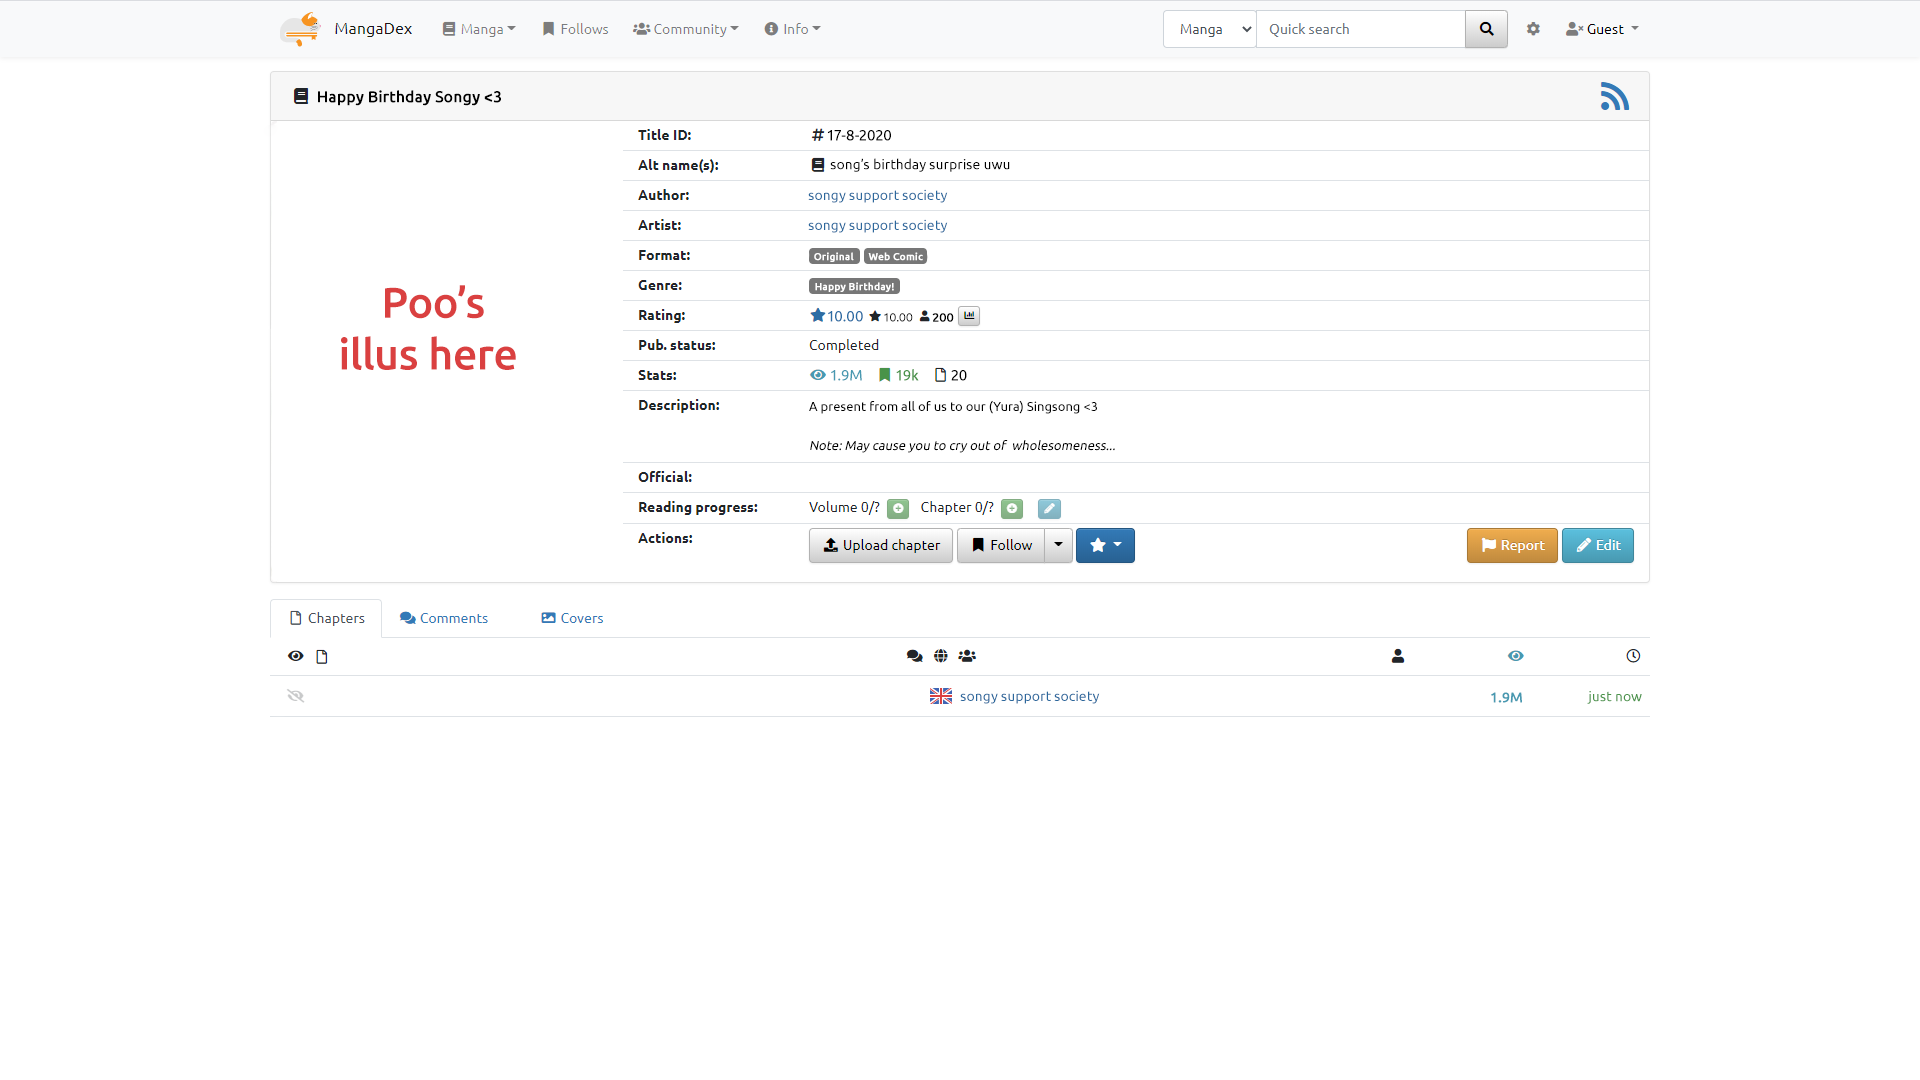 MangaDex Manga Follows Community Info Manga Quick search Guest
Happy Birthday Songy <3
Poo's
illus here
Title ID: #17-8-2020
Alt name(s): song's birthday surprise uwu
Author: songy support society
Artist: songy support society
Format: Original Web Comic
Genre: Happy Birthday!
Rating: 10.00 10.00 200
Pub. status: Completed
Stats: 1.9M 19k 20
Description: A present from all of us to our (Yura) Singsong <3
Note: May cause you to cry out of wholesomeness...
Official:
Reading progress: Volume 0/? Chapter 0/?
Actions: Upload chapter Follow Report Edit
Chapters Comments Covers
songy support society 1.9M just now